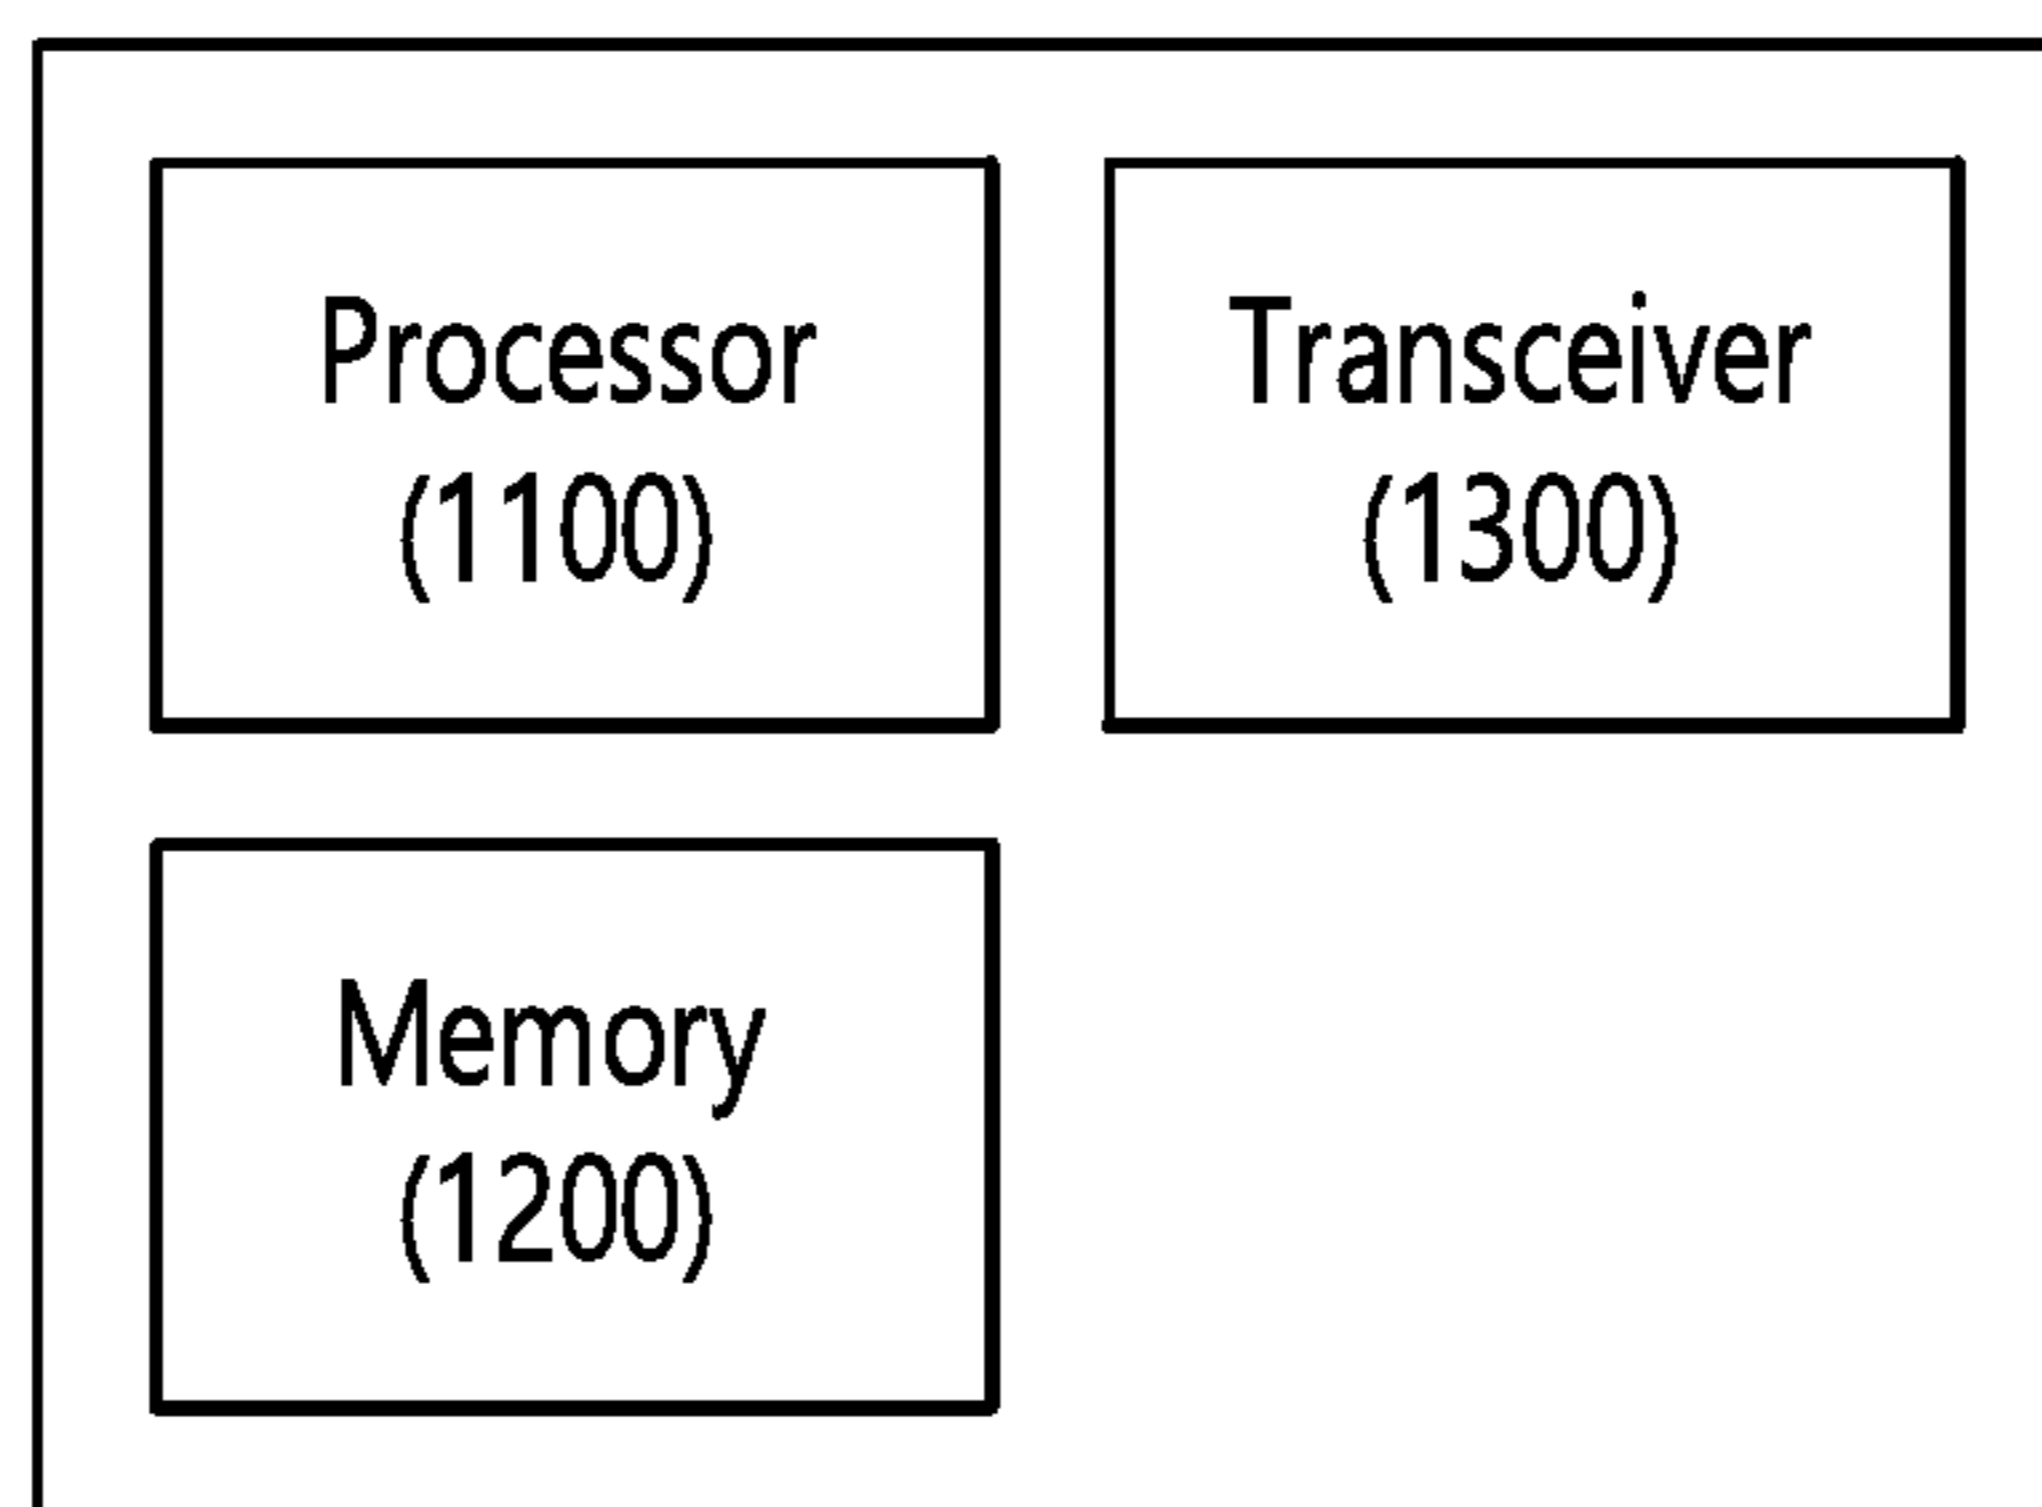 Processor
(1100)
Transceiver
(1300)
Memory
(1200)